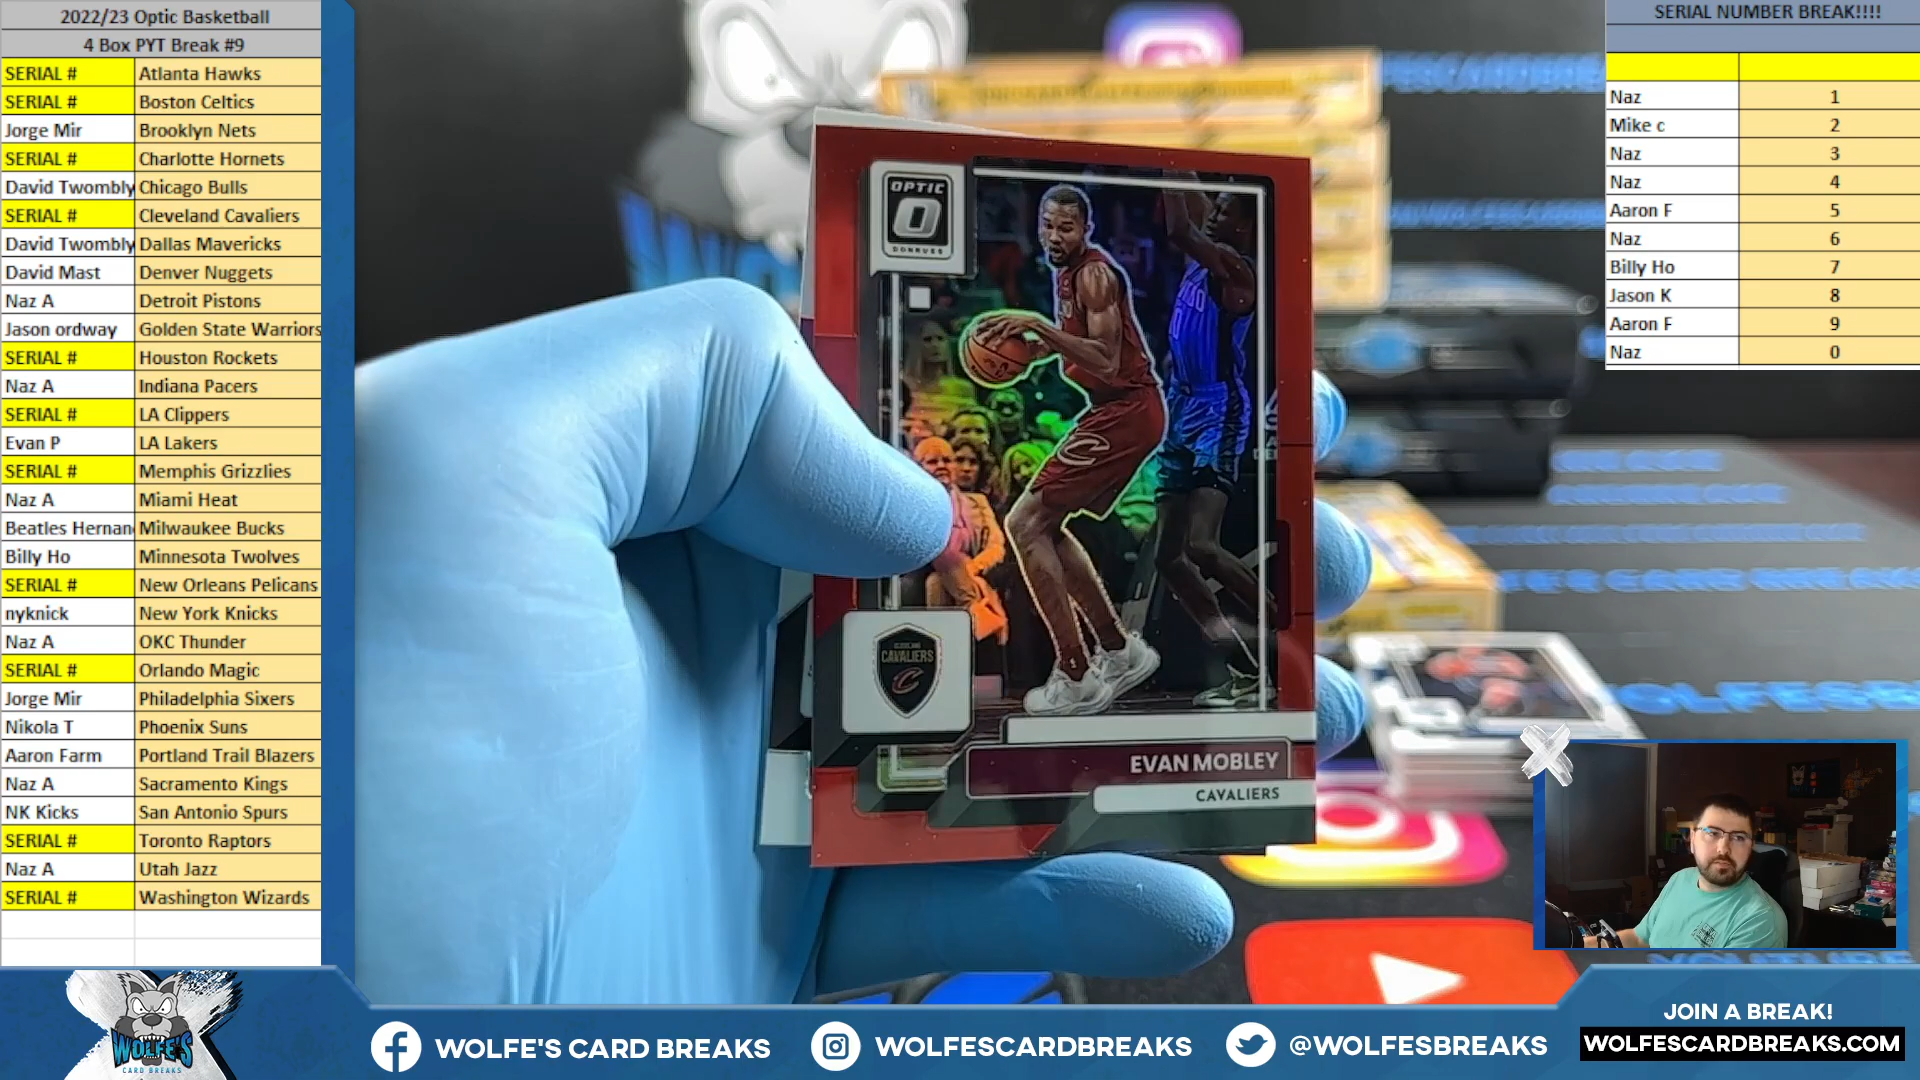 2022/23 Optic Basketball
4 Box PYT Break #9
SERIAL # Atlanta Hawks
SERIAL # Boston Celtics
Jorge Mir Brooklyn Nets
SERIAL # Charlotte Hornets
David Twombly Chicago Bulls
SERIAL # Cleveland Cavaliers
David Twombly Dallas Mavericks
David Mast Denver Nuggets
Naz A Detroit Pistons
Jason ordway Golden State Warriors
SERIAL # Houston Rockets
Naz A Indiana Pacers
SERIAL # LA Clippers
Evan P LA Lakers
SERIAL # Memphis Grizzlies
Naz A Miami Heat
Beatles Hernan Milwaukee Bucks
Billy Ho Minnesota Twolves
SERIAL # New Orleans Pelicans
nyknick New York Knicks
Naz A OKC Thunder
SERIAL # Orlando Magic
Jorge Mir Philadelphia Sixers
Nikola T Phoenix Suns
Aaron Farm Portland Trail Blazers
Naz A Sacramento Kings
NK Kicks San Antonio Spurs
SERIAL # Toronto Raptors
Naz A Utah Jazz
SERIAL # Washington Wizards
SERIAL NUMBER BREAK!!!!
Naz 1
Mike c 2
Naz 3
Naz 4
Aaron F 5
Naz 6
Billy Ho 7
Jason K 8
Aaron F 9
Naz 0
OPTIC
DONRUSS
CAVALIERS
EVAN MOBLEY
CAVALIERS
WOLFE'S
CARD BREAKS
WOLFE'S CARD BREAKS
WOLFESCARDBREAKS
@WOLFESBREAKS
JOIN A BREAK!
WOLFESCARDBREAKS.COM